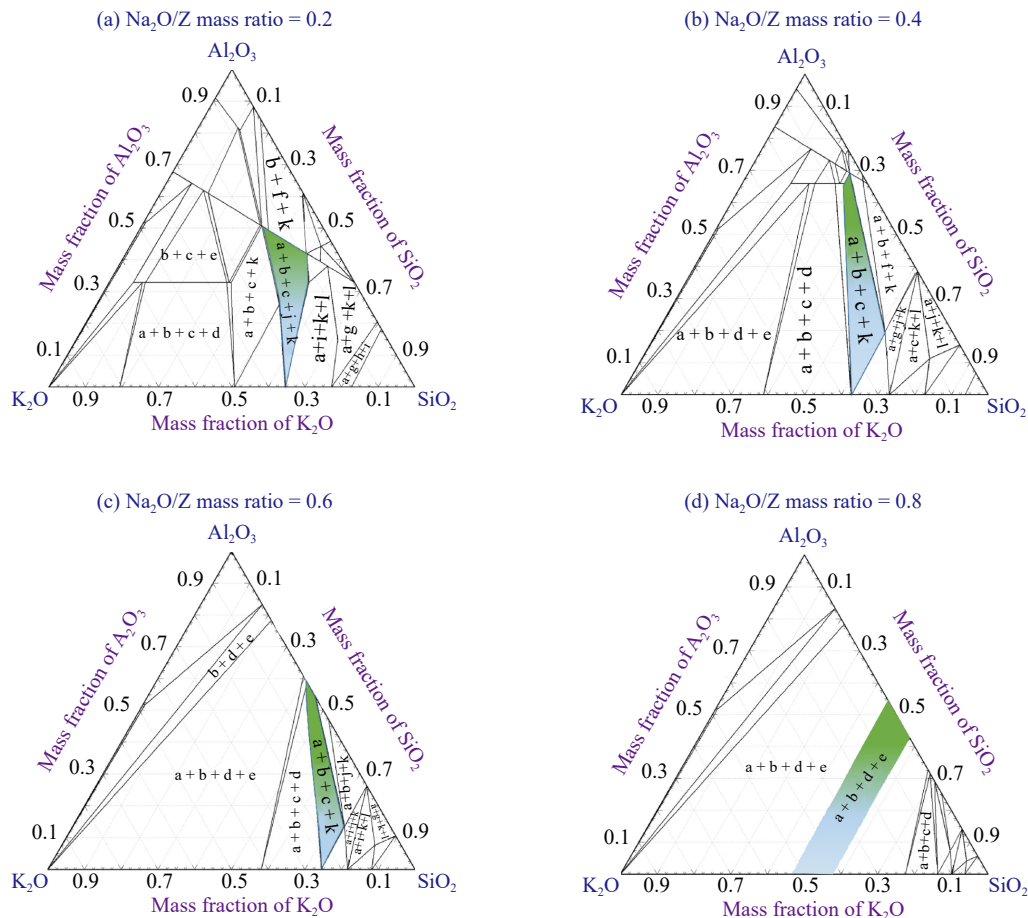 (a) Na₂O/Z mass ratio = 0.2
Al₂O₃
0.9
0.1
Mass fraction of Al₂O₃
Mass fraction of SiO₂
0.7
0.3
b + f + k
0.5
0.5
b + c + e
a + b + c + j + k
0.3
0.7
a + b + c + k
a + b + c + d
a+i+k+l
a+g+k+l
a+g+h+i
0.1
0.9
K₂O
0.9
0.7
0.5
0.3
0.1
SiO₂
Mass fraction of K₂O
(b) Na₂O/Z mass ratio = 0.4
Al₂O₃
0.9
0.1
Mass fraction of Al₂O₃
Mass fraction of SiO₂
0.7
0.3
0.5
0.5
a + b + f + k
a + b + c + k
0.3
0.7
a + b + d + e
a + b + c + d
a+g+j+k
a+c+k+l
a+j+k+l
0.1
0.9
K₂O
0.9
0.7
0.5
0.3
0.1
SiO₂
Mass fraction of K₂O
(c) Na₂O/Z mass ratio = 0.6
Al₂O₃
0.9
0.1
Mass fraction of A₂O₃
Mass fraction of SiO₂
0.7
0.3
b + d + e
0.5
0.5
0.3
0.7
a + b + d + e
a + b + c + d
a + b + c + k
a+b+j+k
a+i+k+l
a+g+k+l
0.1
0.9
K₂O
0.9
0.7
0.5
0.3
0.1
SiO₂
Mass fraction of K₂O
(d) Na₂O/Z mass ratio = 0.8
Al₂O₃
0.9
0.1
Mass fraction of A₂O₃
Mass fraction of SiO₂
0.7
0.3
0.5
0.5
a + b + d + e
a + b + d + e
0.3
0.7
a+b+c+d
0.1
0.9
K₂O
0.9
0.7
0.5
0.3
0.1
SiO₂
Mass fraction of K₂O